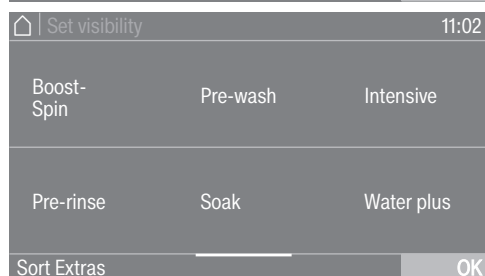 Set visibility 11:02
Boost-
Spin
Pre-wash
Intensive
Pre-rinse
Soak
Water plus
Sort Extras
OK